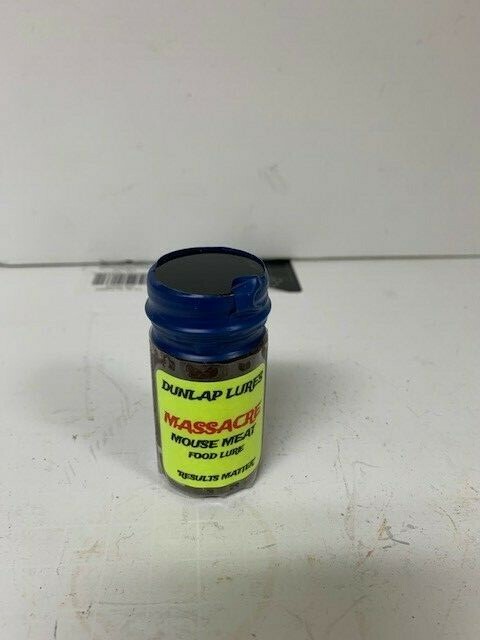 DUNLAP LURES
MASSACRE
MOUSE MEAT
FOOD LURE
"RESULTS MATTER"